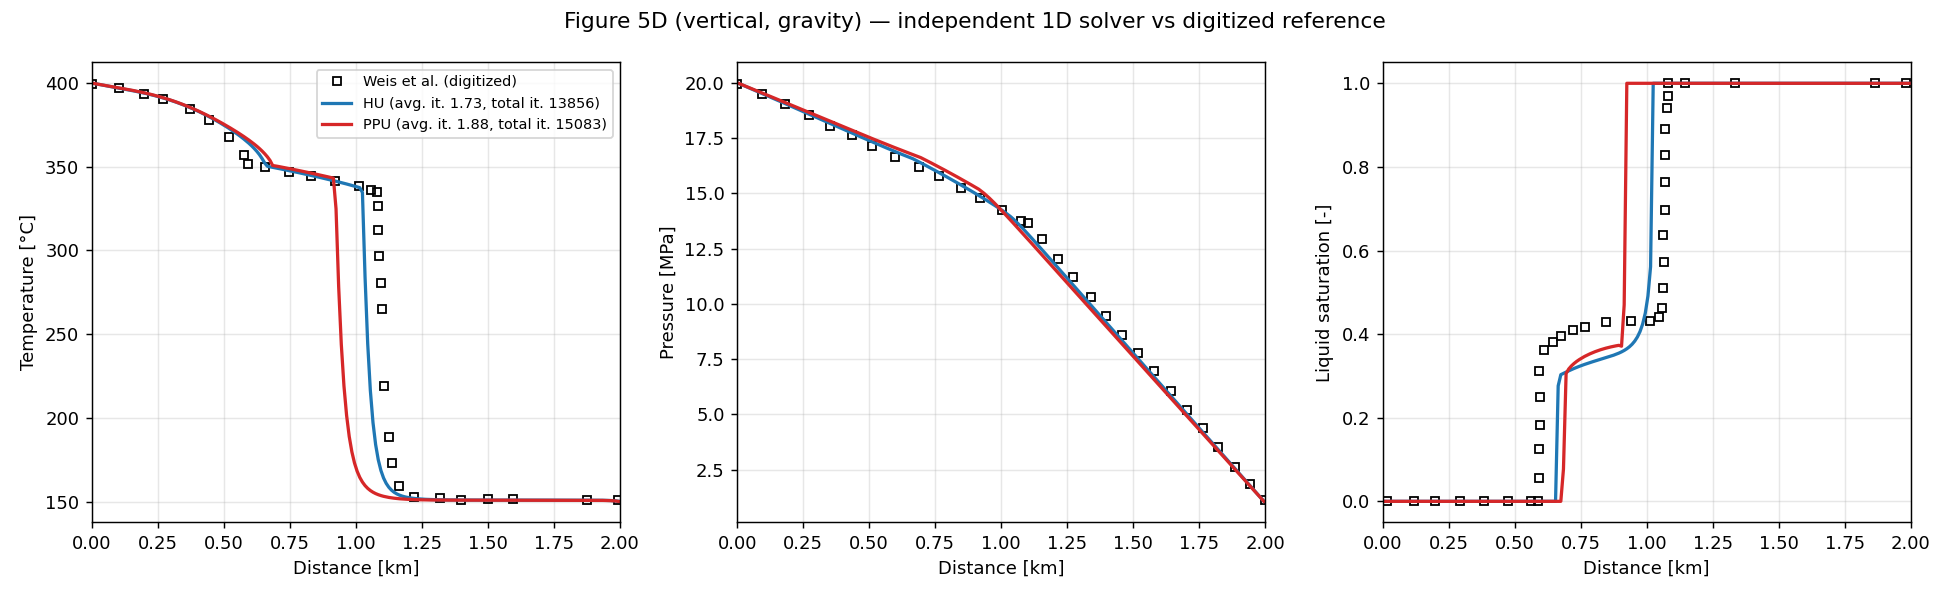 Figure 5D (vertical, gravity) — independent 1D solver vs digitized reference
Temperature [°C]
400
350
300
250
200
150
0.00 0.25 0.50 0.75 1.00 1.25 1.50 1.75 2.00
Distance [km]
Weis et al. (digitized)
HU (avg. it. 1.73, total it. 13856)
PPU (avg. it. 1.88, total it. 15083)
Pressure [MPa]
20.0
17.5
15.0
12.5
10.0
7.5
5.0
2.5
0.00 0.25 0.50 0.75 1.00 1.25 1.50 1.75 2.00
Distance [km]
Liquid saturation [-]
1.0
0.8
0.6
0.4
0.2
0.0
0.00 0.25 0.50 0.75 1.00 1.25 1.50 1.75 2.00
Distance [km]